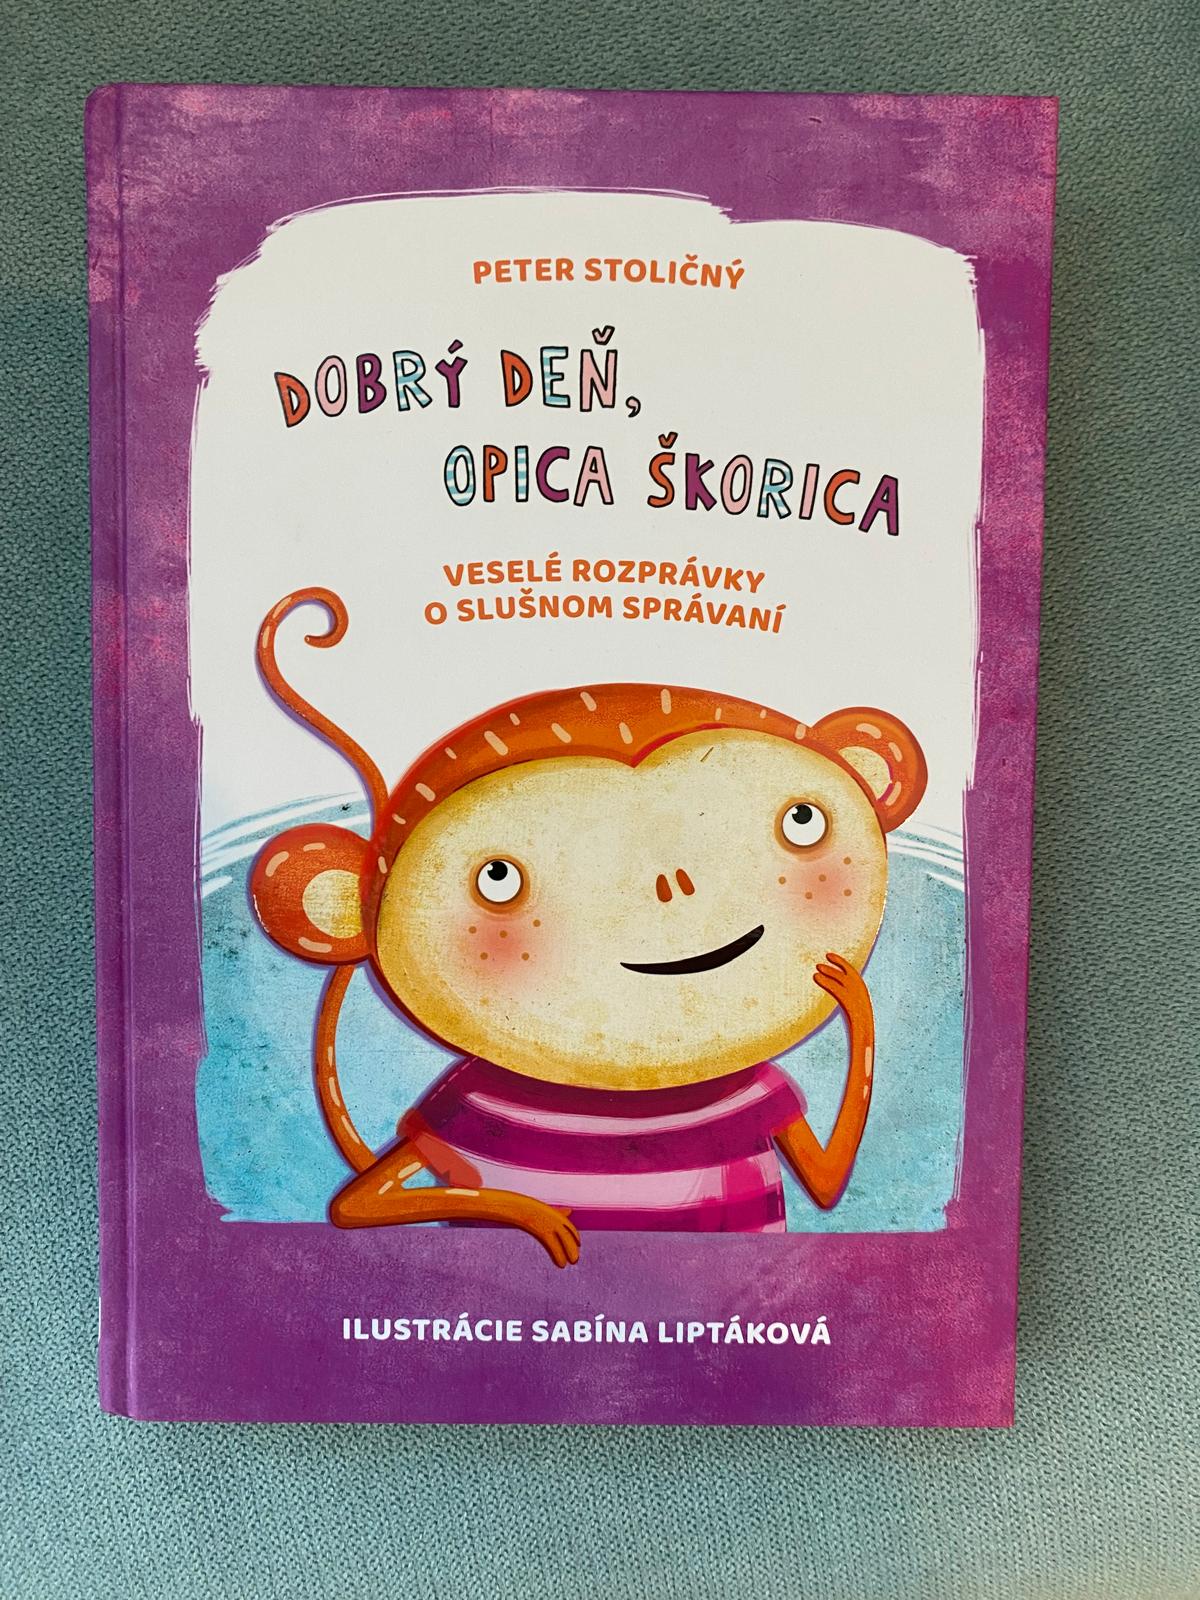 PETER STOLIČNÝ
DOBRÝ DEŇ,
OPICA ŠKORICA
VESELÉ ROZPRÁVKY
O SLUŠNOM SPRÁVANÍ
ILUSTRÁCIE SABÍNA LIPTÁKOVÁ